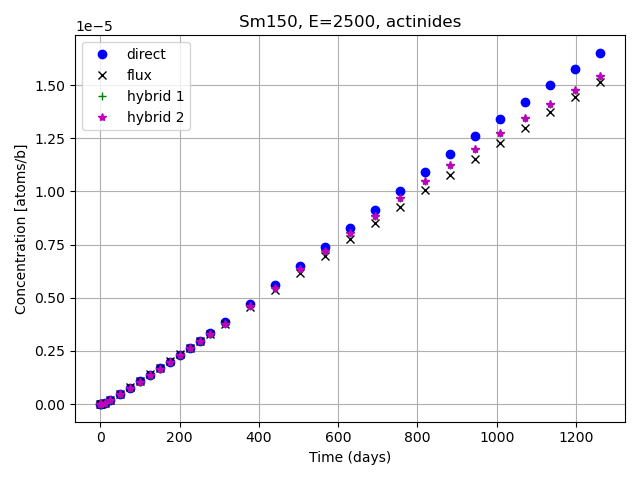 Sm150, E=2500, actinides
1e−5
direct
flux
hybrid 1
hybrid 2
Concentration [atoms/b]
1.50
1.25
1.00
0.75
0.50
0.25
0.00
0 200 400 600 800 1000 1200
Time (days)